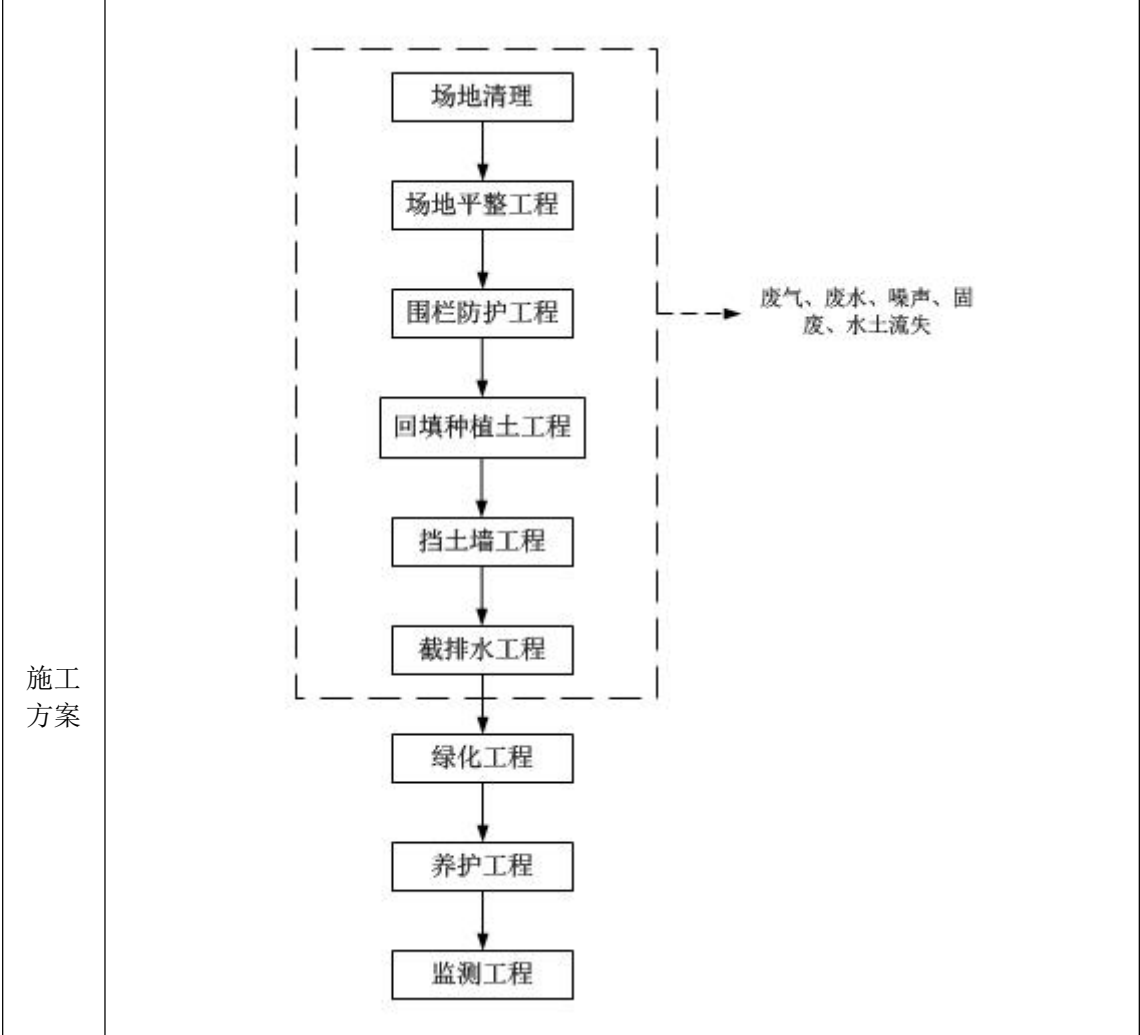 场地清理
场地平整工程
围栏防护工程
废气、废水、噪声、固
废、水土流失
回填种植土工程
挡土墙工程
截排水工程
施工
方案
绿化工程
养护工程
监测工程